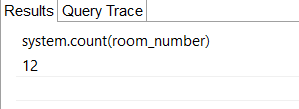 Results Query Trace
system.count(room_number)
12